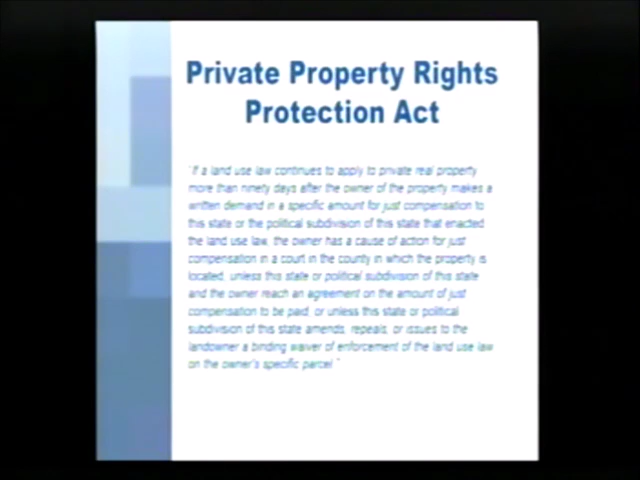 Private Property Rights
Protection Act
"If a land use law continues to apply to private real property
more than ninety days after the owner of the property makes a
written demand in a specific amount for just compensation to
this state or the political subdivision of this state that enacted
the land use law, the owner has a cause of action for just
compensation in a court in the county in which the property is
located, unless this state or political subdivision of this state
and the owner reach an agreement on the amount of just
compensation to be paid, or unless this state or political
subdivision of this state amends, repeals, or issues to the
landowner a binding waiver of enforcement of the land use law
on the owner's specific parcel."